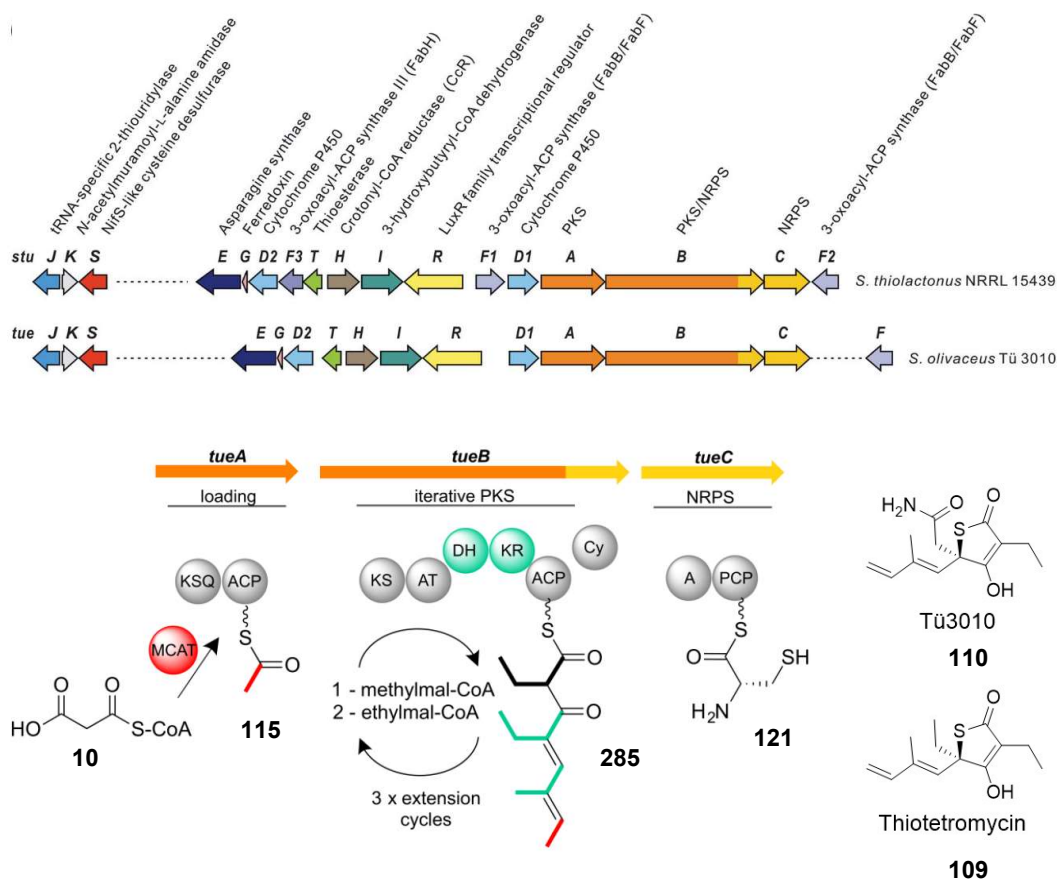 tRNA-specific 2-thiouridylase
N-acetylmuramoyl-L-alanine amidase
NifS-like cysteine desulfurase
Asparagine synthase
Ferredoxin
Cytochrome P450
3-oxoacyl-ACP synthase III (FabH)
Thioesterase
Crotonyl-CoA reductase (CcR)
3-hydroxybutyryl-CoA dehydrogenase
LuxR family transcriptional regulator
3-oxoacyl-ACP synthase (FabB/FabF)
Cytochrome P450
PKS
PKS/NRPS
NRPS
3-oxoacyl-ACP synthase (FabB/FabF)
stu J K S E G D2 F3 T H I R F1 D1 A B C F2
S. thiolactonus NRRL 15439
tue J K S E G D2 T H I R D1 A B C F
S. olivaceus Tü 3010
tueA tueB tueC
loading iterative PKS NRPS
DH KR Cy
KSQ ACP KS AT ACP A PCP
MCAT
S O S O S O SH
H2N
O O HO S-CoA
10
115
1 - methylmal-CoA
2 - ethylmal-CoA
3 x extension
cycles
O
285
121
H2N O O S OH
Tü3010
110
S O OH
Thiotetromycin
109